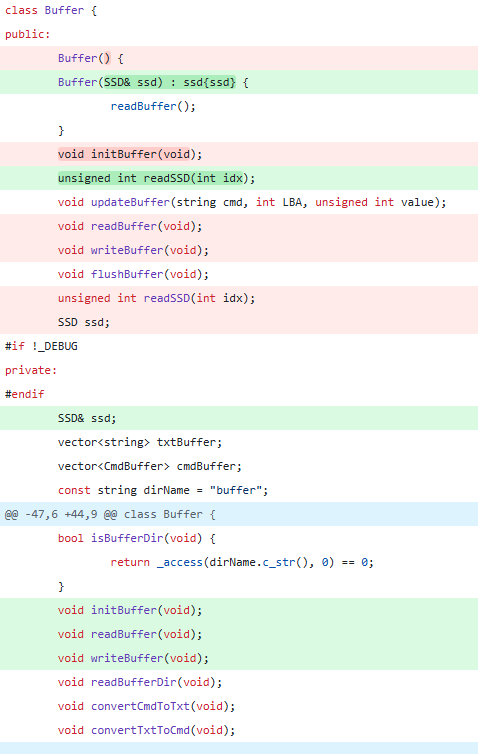 class Buffer {
public:
Buffer() {
Buffer(SSD& ssd) : ssd{ssd} {
readBuffer();
}
void initBuffer(void);
unsigned int readSSD(int idx);
void updateBuffer(string cmd, int LBA, unsigned int value);
void readBuffer(void);
void writeBuffer(void);
void flushBuffer(void);
unsigned int readSSD(int idx);
SSD ssd;
#if !_DEBUG
private:
#endif
SSD& ssd;
vector<string> txtBuffer;
vector<CmdBuffer> cmdBuffer;
const string dirName = "buffer";
@@ -47,6 +44,9 @@ class Buffer {
bool isBufferDir(void) {
return _access(dirName.c_str(), 0) == 0;
}
void initBuffer(void);
void readBuffer(void);
void writeBuffer(void);
void readBufferDir(void);
void convertCmdToTxt(void);
void convertTxtToCmd(void);